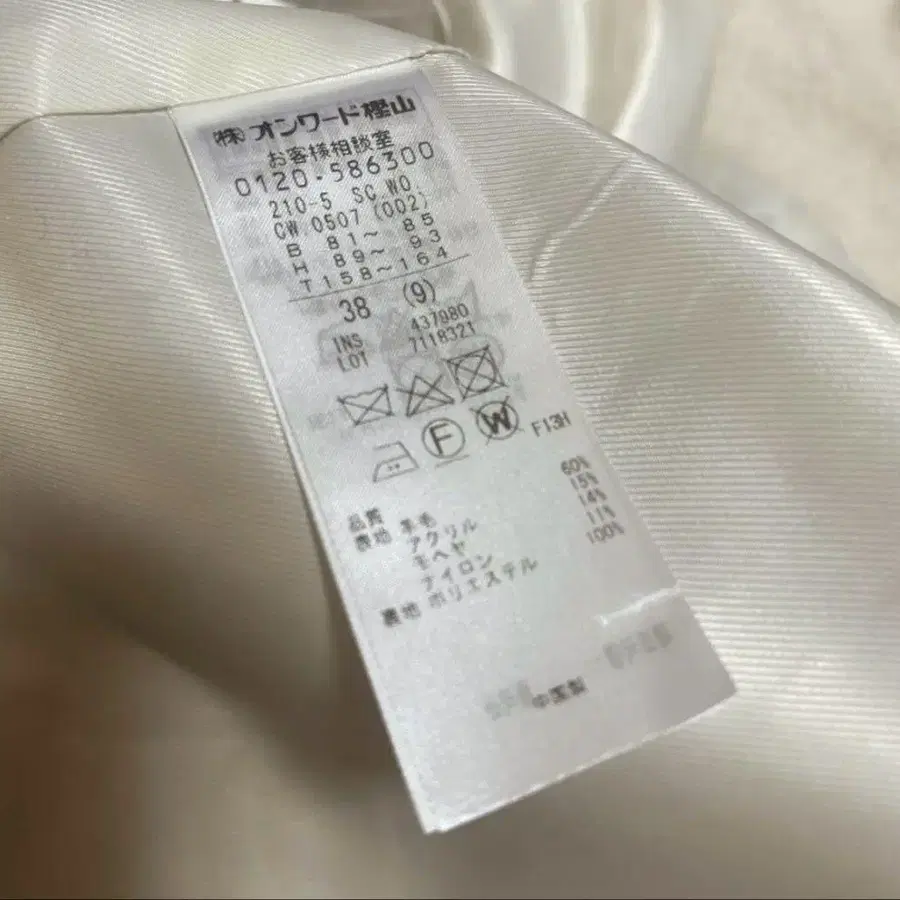 ㈱オンワード樫山
お客様相談室
0120-586300
210-5 SC.WO.
CW 0507 (002)
B 81～ 85
H 89～ 93
T158～164
38 (9)
INS 437980
LOT 7118321
F W F13H
品質
表地 羊毛 60%
アクリル 15%
モヘヤ 14%
ナイロン 11%
裏地 ポリエステル 100%
中国製